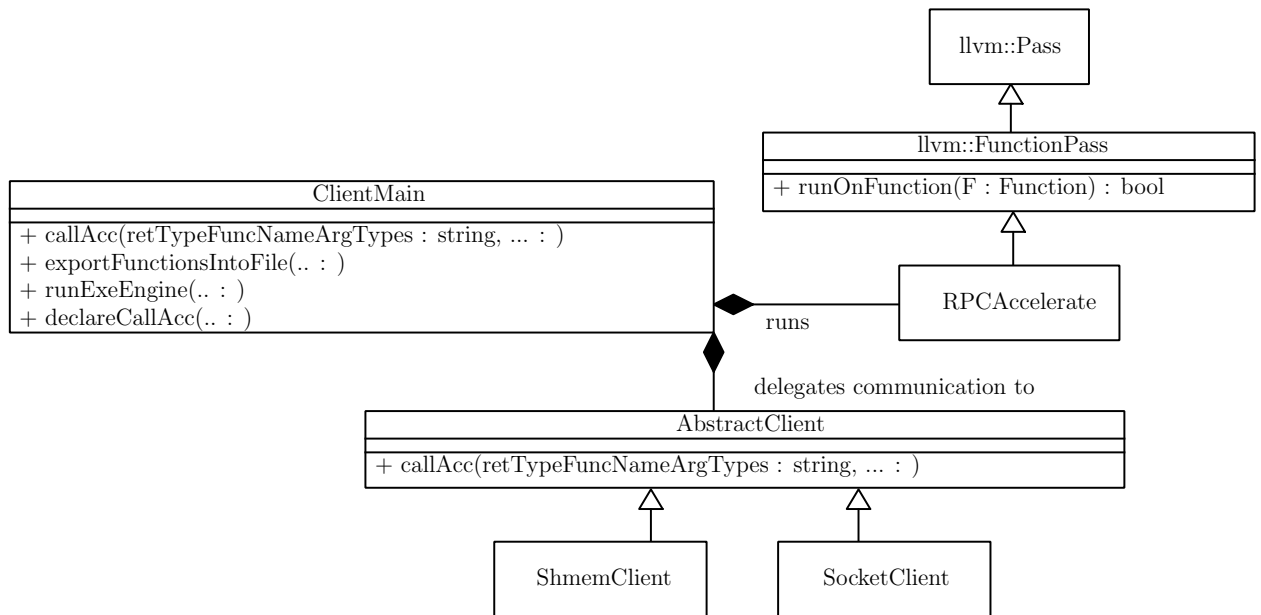 llvm::Pass
llvm::FunctionPass
+ runOnFunction(F : Function) : bool
ClientMain
+ callAcc(retTypeFuncNameArgTypes : string, ... : )
+ exportFunctionsIntoFile(.. : )
+ runExeEngine(.. : )
+ declareCallAcc(.. : )
RPCAccelerate
runs
delegates communication to
AbstractClient
+ callAcc(retTypeFuncNameArgTypes : string, ... : )
ShmemClient
SocketClient